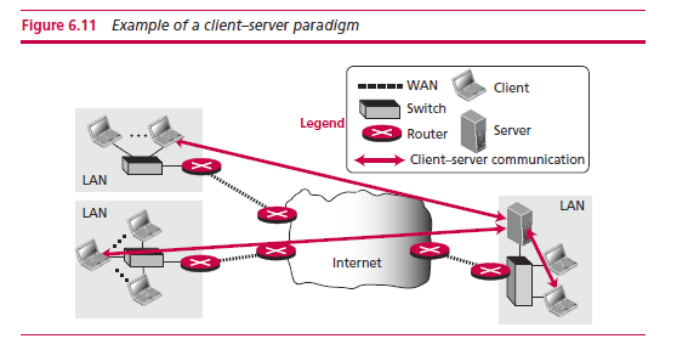 Figure 6.11 Example of a client–server paradigm
Legend
WAN
Client
Switch
Router
Server
Client–server communication
LAN
LAN
LAN
Internet